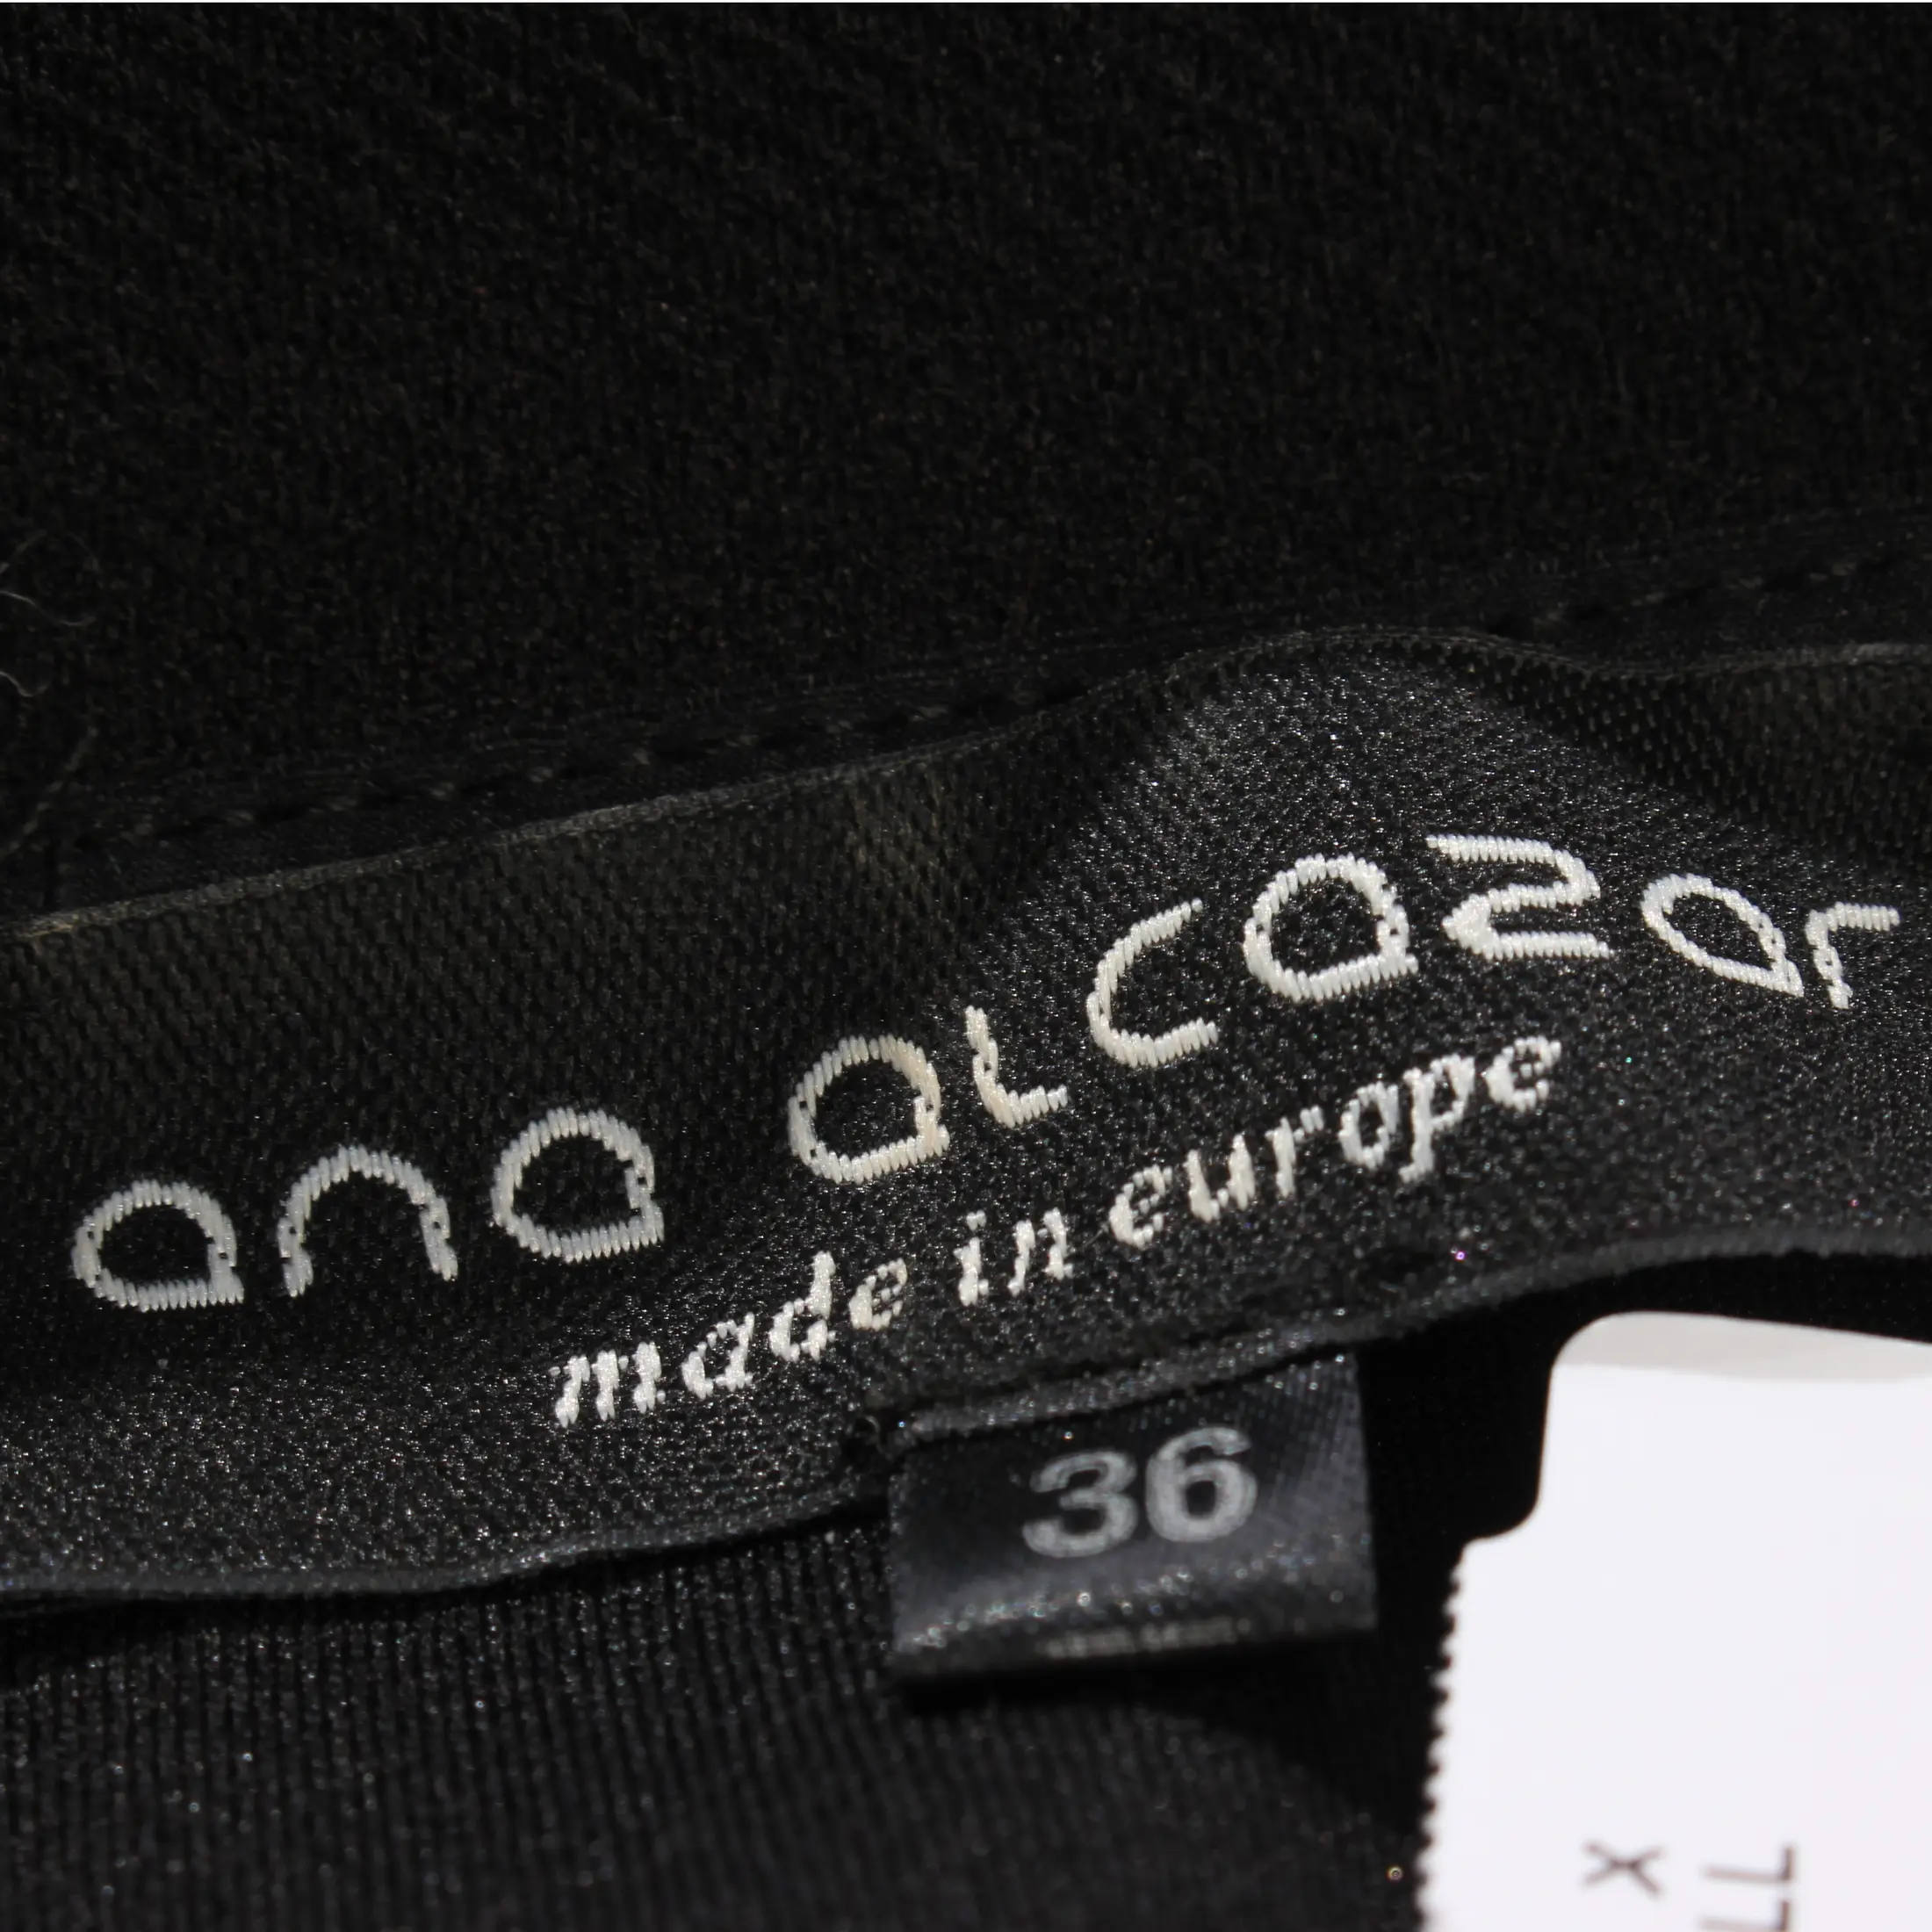 ana alcazar
made in europe
36
X